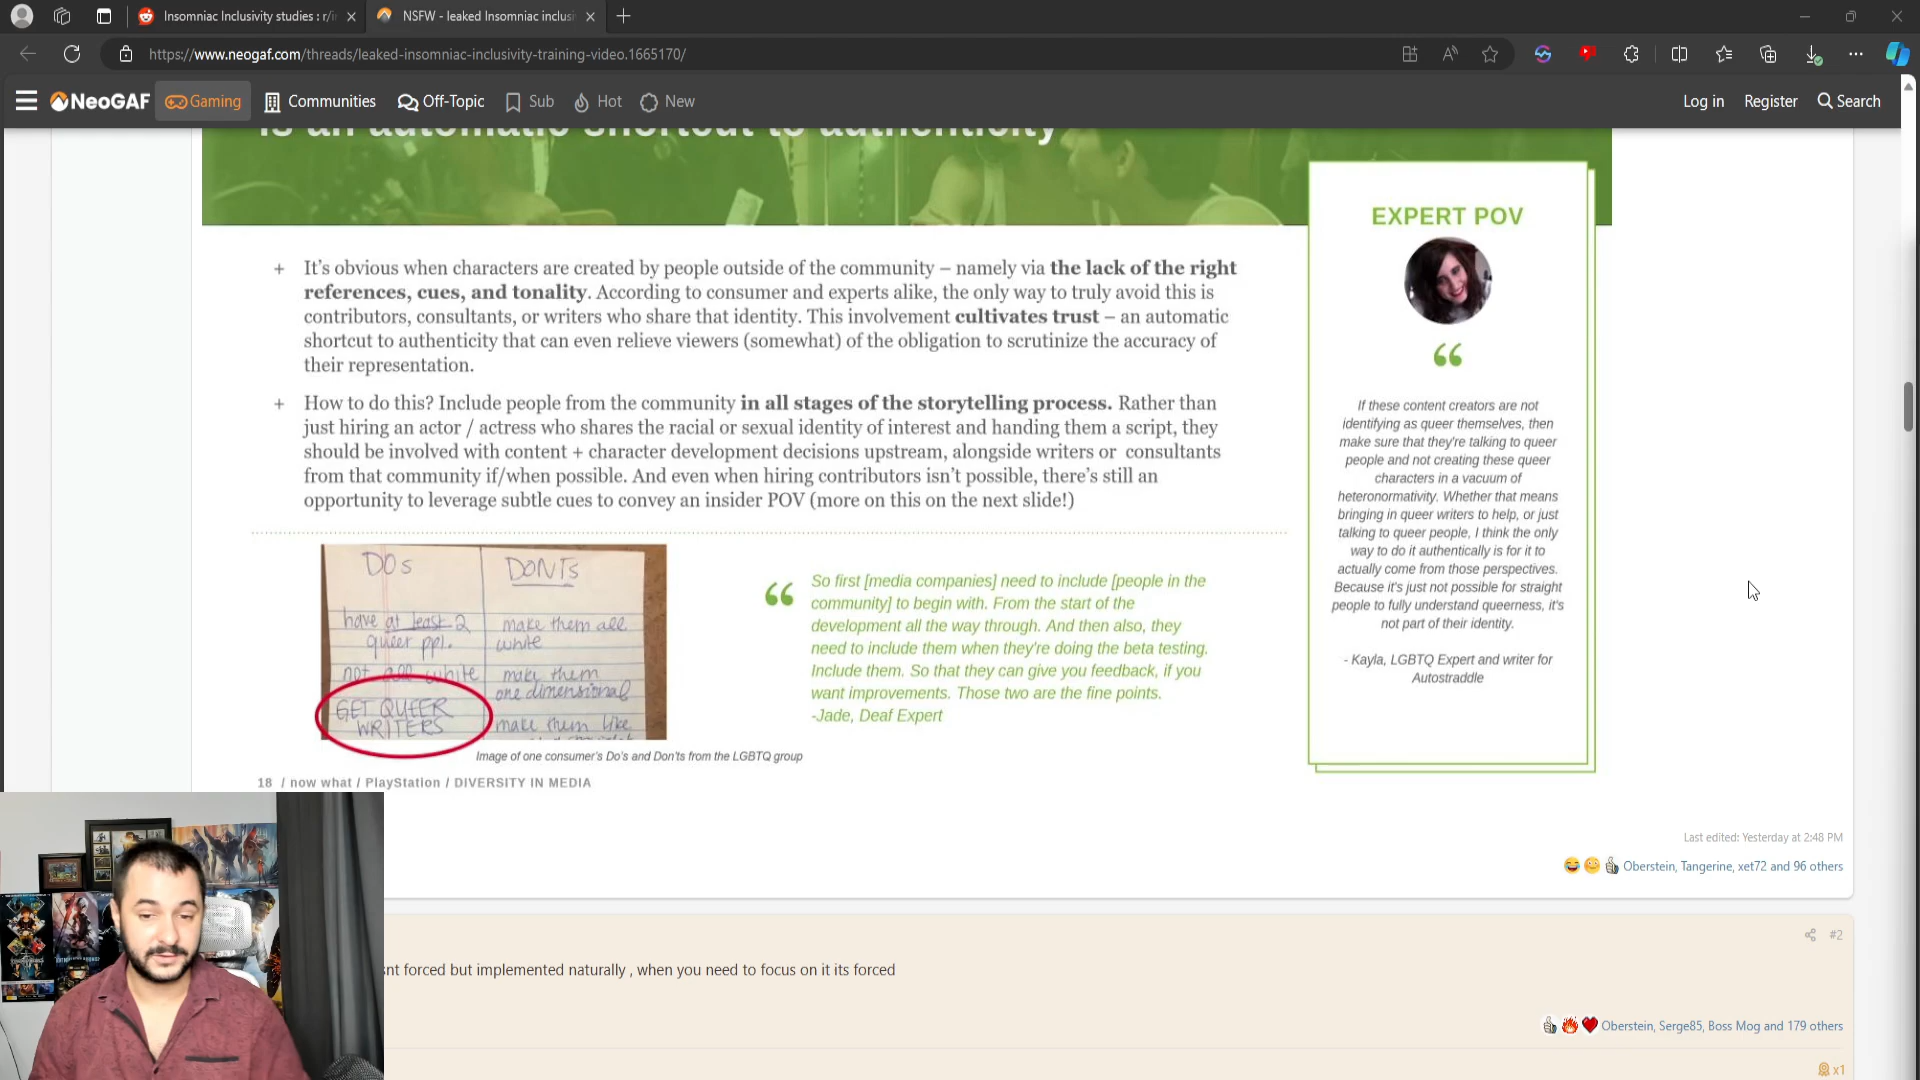 Insomniac Inclusivity studies : r/i
NSFW - leaked Insomniac inclusi
https://www.neogaf.com/threads/leaked-insomniac-inclusivity-training-video.1665170/
NeoGAF
Gaming
Communities
Off-Topic
Sub
Hot
New
Log in
Register
Search
is an automatic shortcut to authenticity
+ It's obvious when characters are created by people outside of the community – namely via the lack of the right
references, cues, and tonality. According to consumer and experts alike, the only way to truly avoid this is
contributors, consultants, or writers who share that identity. This involvement cultivates trust – an automatic
shortcut to authenticity that can even relieve viewers (somewhat) of the obligation to scrutinize the accuracy of
their representation.
+ How to do this? Include people from the community in all stages of the storytelling process. Rather than
just hiring an actor / actress who shares the racial or sexual identity of interest and handing them a script, they
should be involved with content + character development decisions upstream, alongside writers or consultants
from that community if/when possible. And even when hiring contributors isn't possible, there's still an
opportunity to leverage subtle cues to convey an insider POV (more on this on the next slide!)
DOs
have at least 2
queer ppl.
not all white
GET QUEER
WRITERS
DONTs
make them all
white
make them
one dimensional
make them like
Image of one consumer's Do's and Don'ts from the LGBTQ group
“
So first [media companies] need to include [people in the
community] to begin with. From the start of the
development all the way through. And then also, they
need to include them when they're doing the beta testing.
Include them. So that they can give you feedback, if you
want improvements. Those two are the fine points.
-Jade, Deaf Expert
18 / now what / PlayStation / DIVERSITY IN MEDIA
EXPERT POV
“
If these content creators are not
identifying as queer themselves, then
make sure that they're talking to queer
people and not creating these queer
characters in a vacuum of
heteronormativity. Whether that means
bringing in queer writers to help, or just
talking to queer people, I think the only
way to do it authentically is for it to
actually come from those perspectives.
Because it's just not possible for straight
people to fully understand queerness, it's
not part of their identity.
- Kayla, LGBTQ Expert and writer for
Autostraddle
Last edited: Yesterday at 2:48 PM
Oberstein, Tangerine, xet72 and 96 others
#2
snt forced but implemented naturally , when you need to focus on it its forced
Oberstein, Serge85, Boss Mog and 179 others
x1